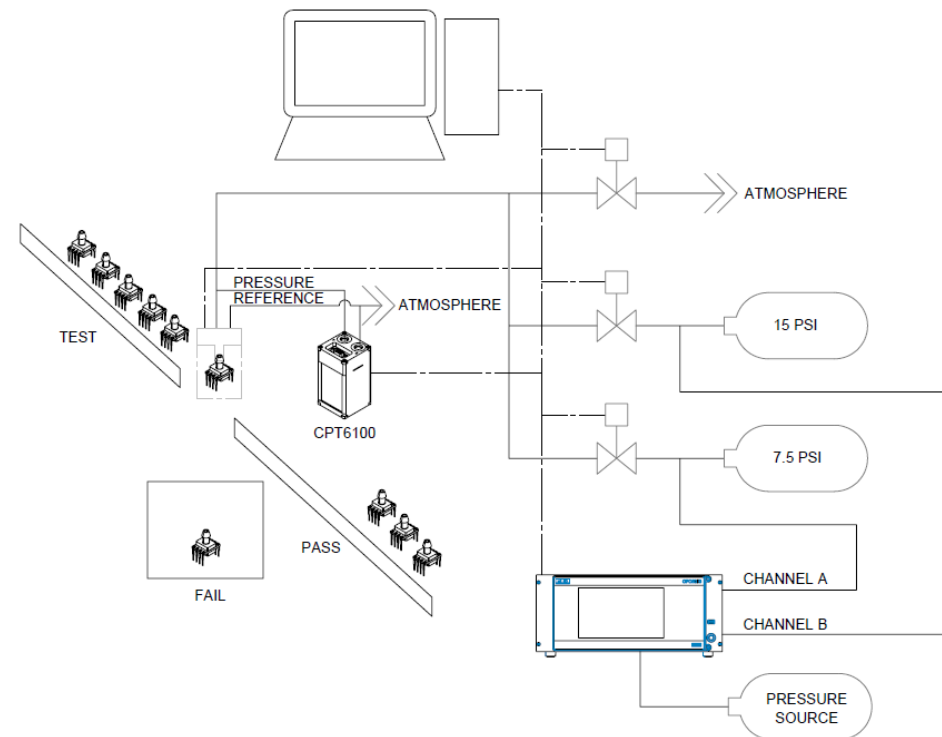 ATMOSPHERE
PRESSURE
REFERENCE
ATMOSPHERE
15 PSI
TEST
CPT6100
7.5 PSI
PASS
FAIL
CHANNEL A
CHANNEL B
PRESSURE
SOURCE